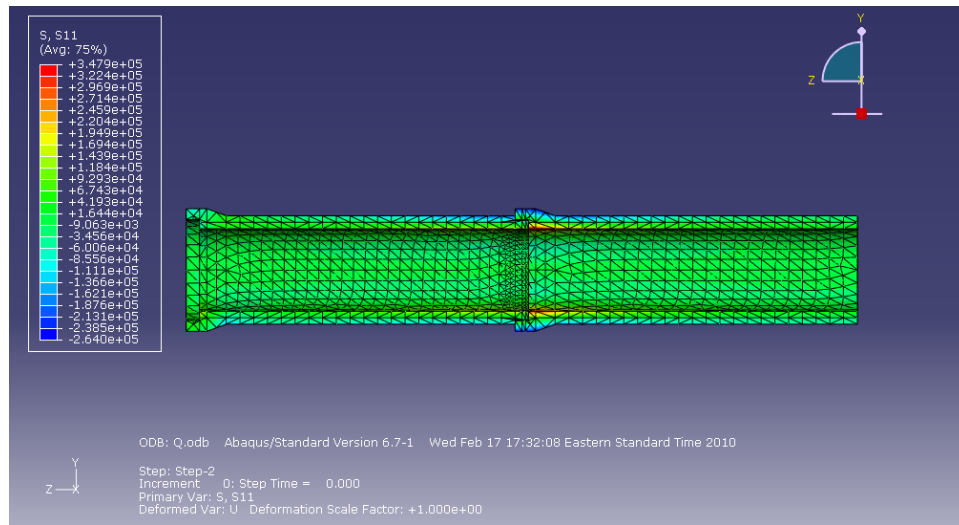 S, S11
(Avg: 75%)
+3.479e+05
+3.224e+05
+2.969e+05
+2.714e+05
+2.459e+05
+2.204e+05
+1.949e+05
+1.694e+05
+1.439e+05
+1.184e+05
+9.293e+04
+6.743e+04
+4.193e+04
+1.644e+04
-9.063e+03
-3.456e+04
-6.006e+04
-8.556e+04
-1.111e+05
-1.366e+05
-1.621e+05
-1.876e+05
-2.131e+05
-2.385e+05
-2.640e+05
Y
Z
X
ODB: Q.odb Abaqus/Standard Version 6.7-1 Wed Feb 17 17:32:08 Eastern Standard Time 2010
Y
Z
X
Step: Step-2
Increment 0: Step Time = 0.000
Primary Var: S, S11
Deformed Var: U Deformation Scale Factor: +1.000e+00